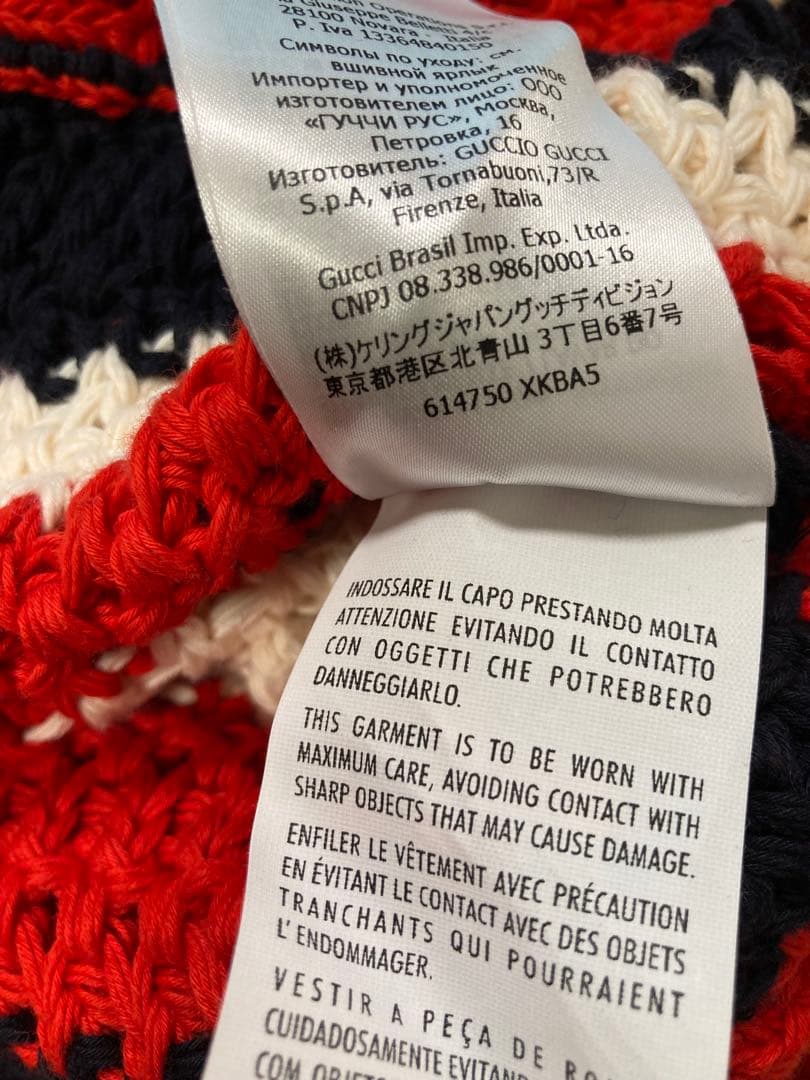 Giuseppe Belletti 4/c
28100 Novara - Italia
P. Iva 13364840150
Символы по уходу: см.
вшивной ярлык
Импортер и уполномоченное
изготовителем лицо: ООО
«ГУЧЧИ РУС», Москва,
Петровка, 16
Изготовитель: GUCCIO GUCCI
S.p.A, via Tornabuoni,73/R
Firenze, Italia
Gucci Brasil Imp. Exp. Ltda.
CNPJ 08.338.986/0001-16
(株)ケリングジャパングッチディビジョン
東京都港区北青山 3丁目6番7号
614750 XKBA5
INDOSSARE IL CAPO PRESTANDO MOLTA
ATTENZIONE EVITANDO IL CONTATTO
CON OGGETTI CHE POTREBBERO
DANNEGGIARLO.
THIS GARMENT IS TO BE WORN WITH
MAXIMUM CARE, AVOIDING CONTACT WITH
SHARP OBJECTS THAT MAY CAUSE DAMAGE.
ENFILER LE VÊTEMENT AVEC PRÉCAUTION
EN ÉVITANT LE CONTACT AVEC DES OBJETS
TRANCHANTS QUI POURRAIENT
L'ENDOMMAGER.
VESTIR A PEÇA DE
CUIDADOSAMENTE
COM